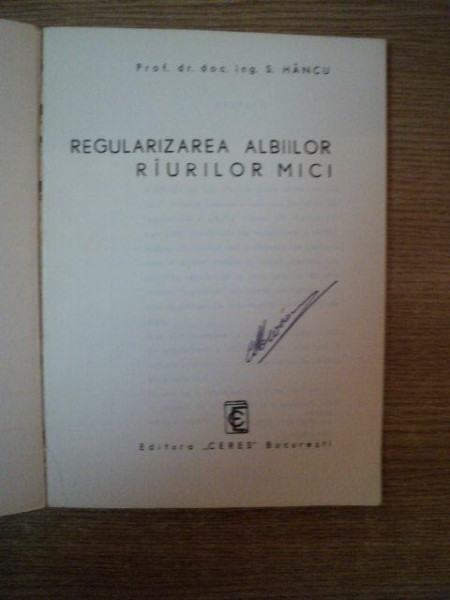 Prof. dr. doc. ing. S. HÂNCU
REGULARIZAREA ALBIILOR
RÎURILOR MICI
Editura „CERES" București